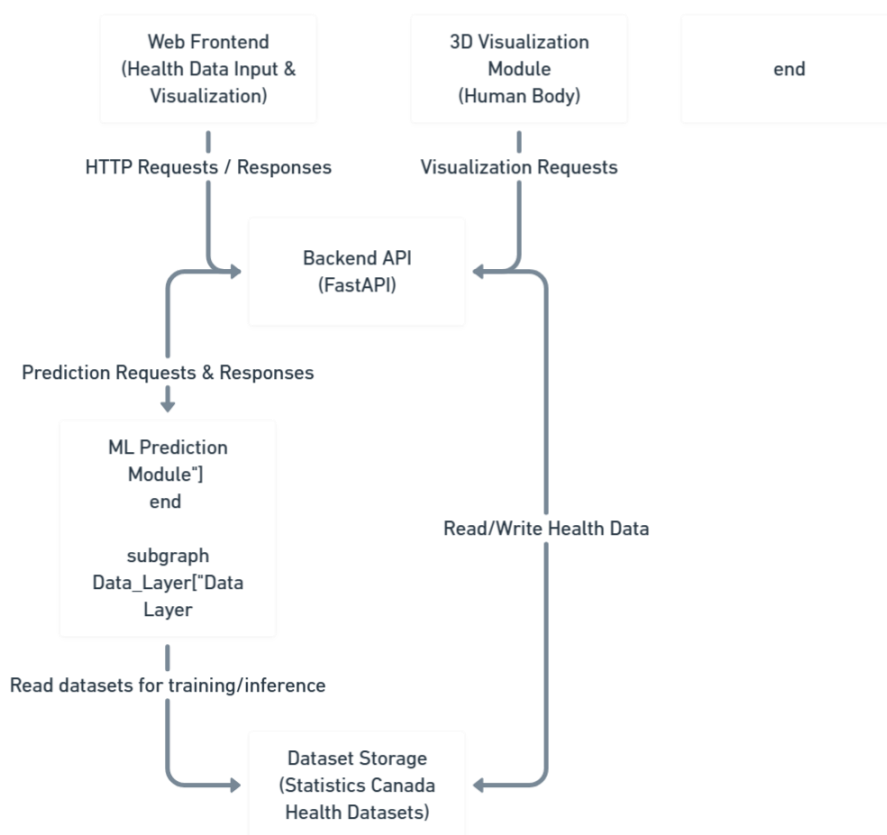 Web Frontend
(Health Data Input &
Visualization)
3D Visualization
Module
(Human Body)
end
HTTP Requests / Responses
Visualization Requests
Backend API
(FastAPI)
Prediction Requests & Responses
ML Prediction
Module"]
end
subgraph
Data_Layer["Data
Layer
Read/Write Health Data
Read datasets for training/inference
Dataset Storage
(Statistics Canada
Health Datasets)